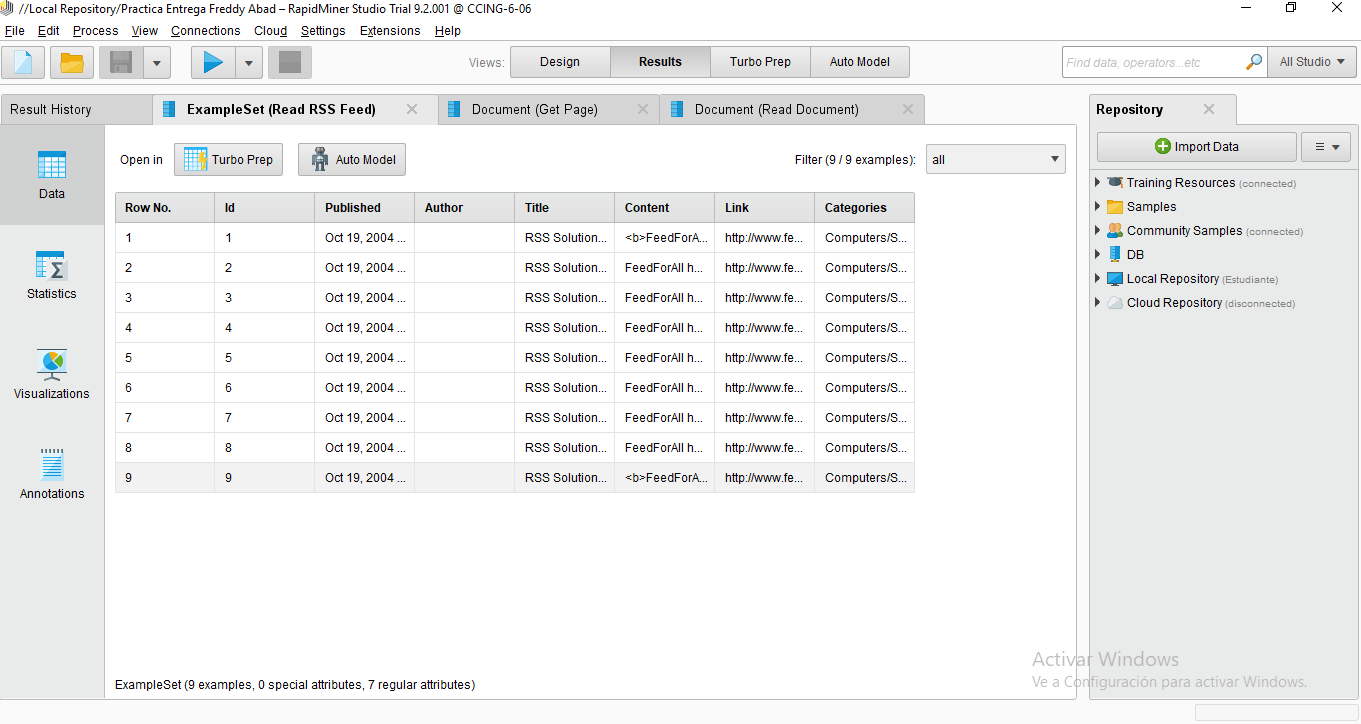 //Local Repository/Practica Entrega Freddy Abad – RapidMiner Studio Trial 9.2.001 @ CCING-6-06
File Edit Process View Connections Cloud Settings Extensions Help
Views: Design Results Turbo Prep Auto Model Find data, operators...etc All Studio
Result History ExampleSet (Read RSS Feed) Document (Get Page) Document (Read Document)
Data
Statistics
Visualizations
Annotations
Open in Turbo Prep Auto Model Filter (9 / 9 examples): all
Row No. Id Published Author Title Content Link Categories
1 1 Oct 19, 2004 ... RSS Solution... <b>FeedForA... http://www.fe... Computers/S...
2 2 Oct 19, 2004 ... RSS Solution... FeedForAll h... http://www.fe... Computers/S...
3 3 Oct 19, 2004 ... RSS Solution... FeedForAll h... http://www.fe... Computers/S...
4 4 Oct 19, 2004 ... RSS Solution... FeedForAll h... http://www.fe... Computers/S...
5 5 Oct 19, 2004 ... RSS Solution... FeedForAll h... http://www.fe... Computers/S...
6 6 Oct 19, 2004 ... RSS Solution... FeedForAll h... http://www.fe... Computers/S...
7 7 Oct 19, 2004 ... RSS Solution... FeedForAll h... http://www.fe... Computers/S...
8 8 Oct 19, 2004 ... RSS Solution... FeedForAll h... http://www.fe... Computers/S...
9 9 Oct 19, 2004 ... RSS Solution... <b>FeedForA... http://www.fe... Computers/S...
ExampleSet (9 examples, 0 special attributes, 7 regular attributes)
Repository
Import Data
Training Resources (connected)
Samples
Community Samples (connected)
DB
Local Repository (Estudiante)
Cloud Repository (disconnected)
Activar Windows
Ve a Configuración para activar Windows.